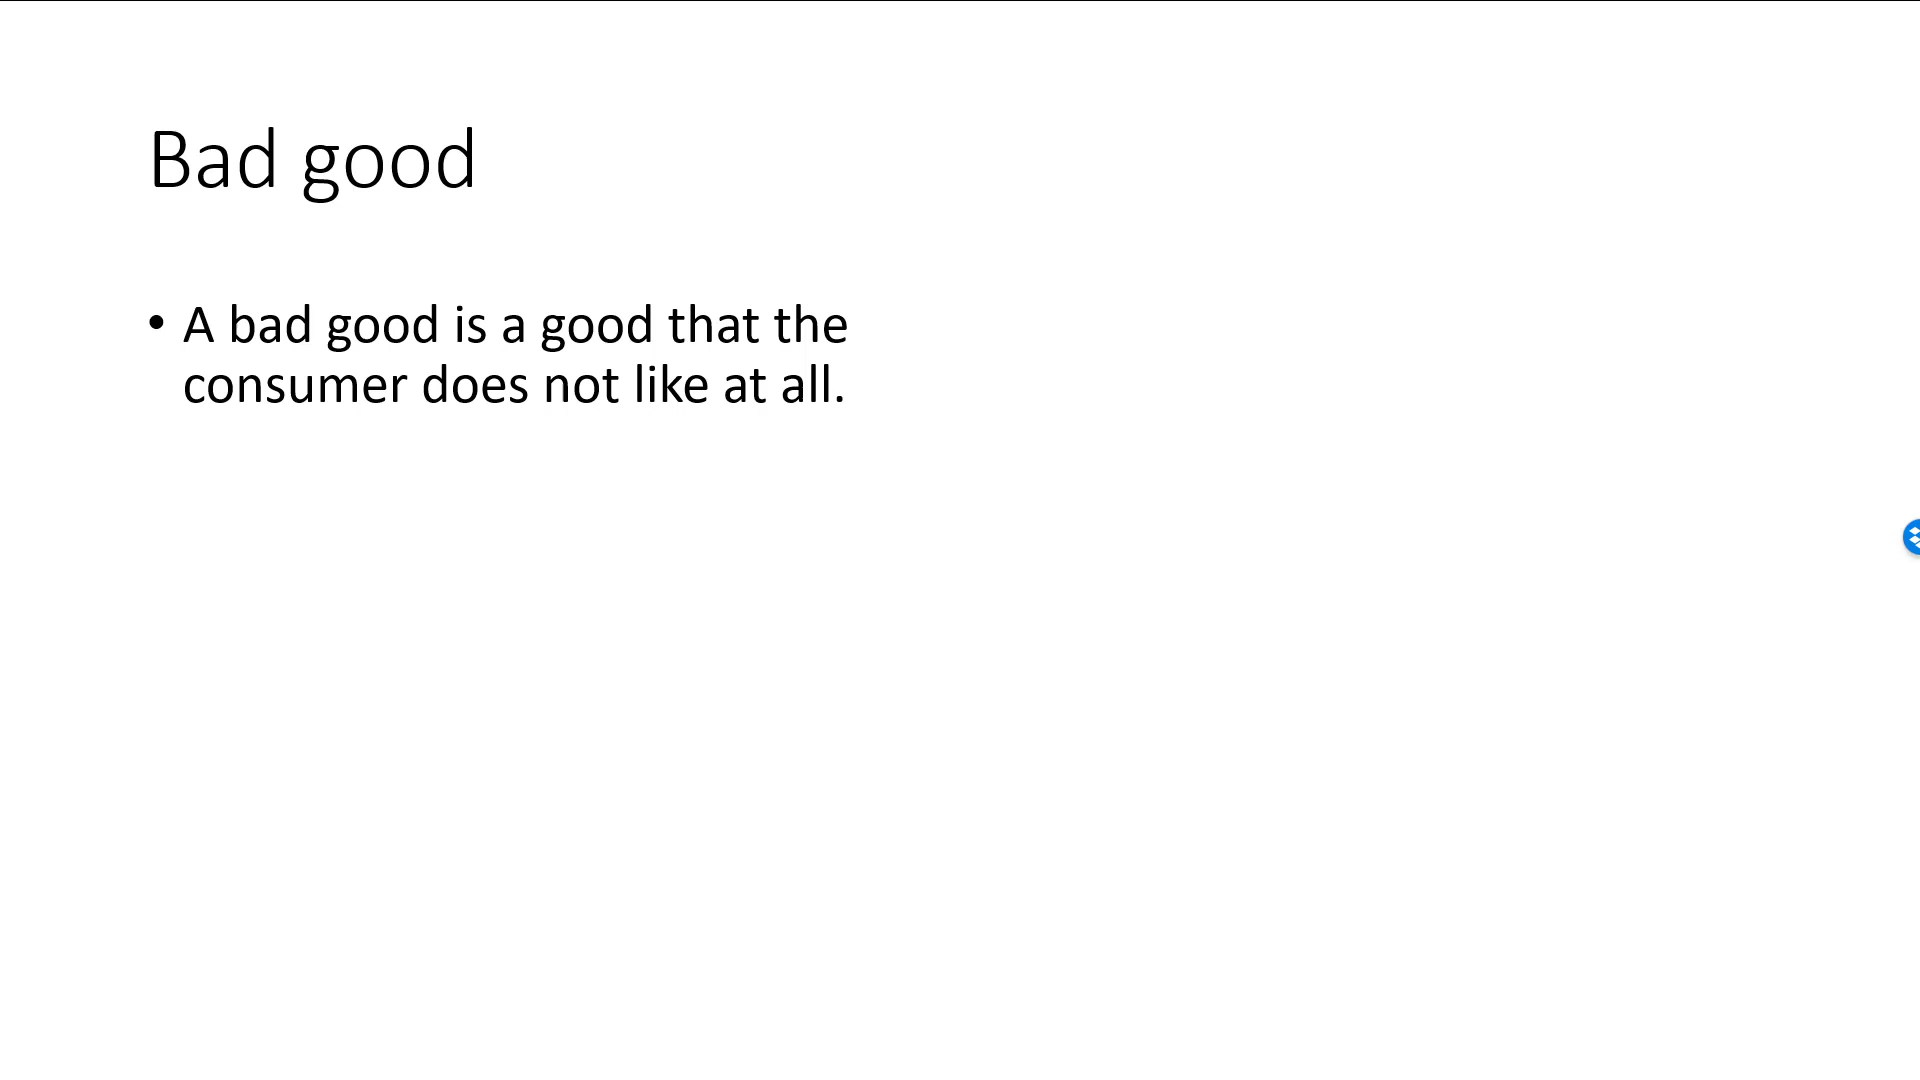 Bad good
• A bad good is a good that the
consumer does not like at all.